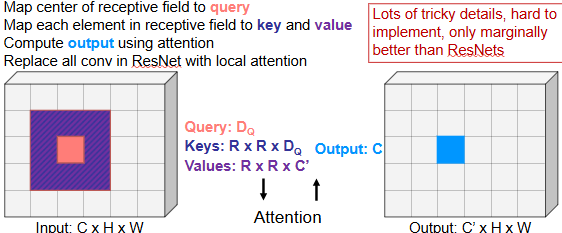 Map center of receptive field to query
Map each element in receptive field to key and value
Compute output using attention
Replace all conv in ResNet with local attention
Lots of tricky details, hard to
implement, only marginally
better than ResNets
Query: DQ
Keys: R x R x DQ
Values: R x R x C’
Output: C
Attention
Input: C x H x W
Output: C’ x H x W